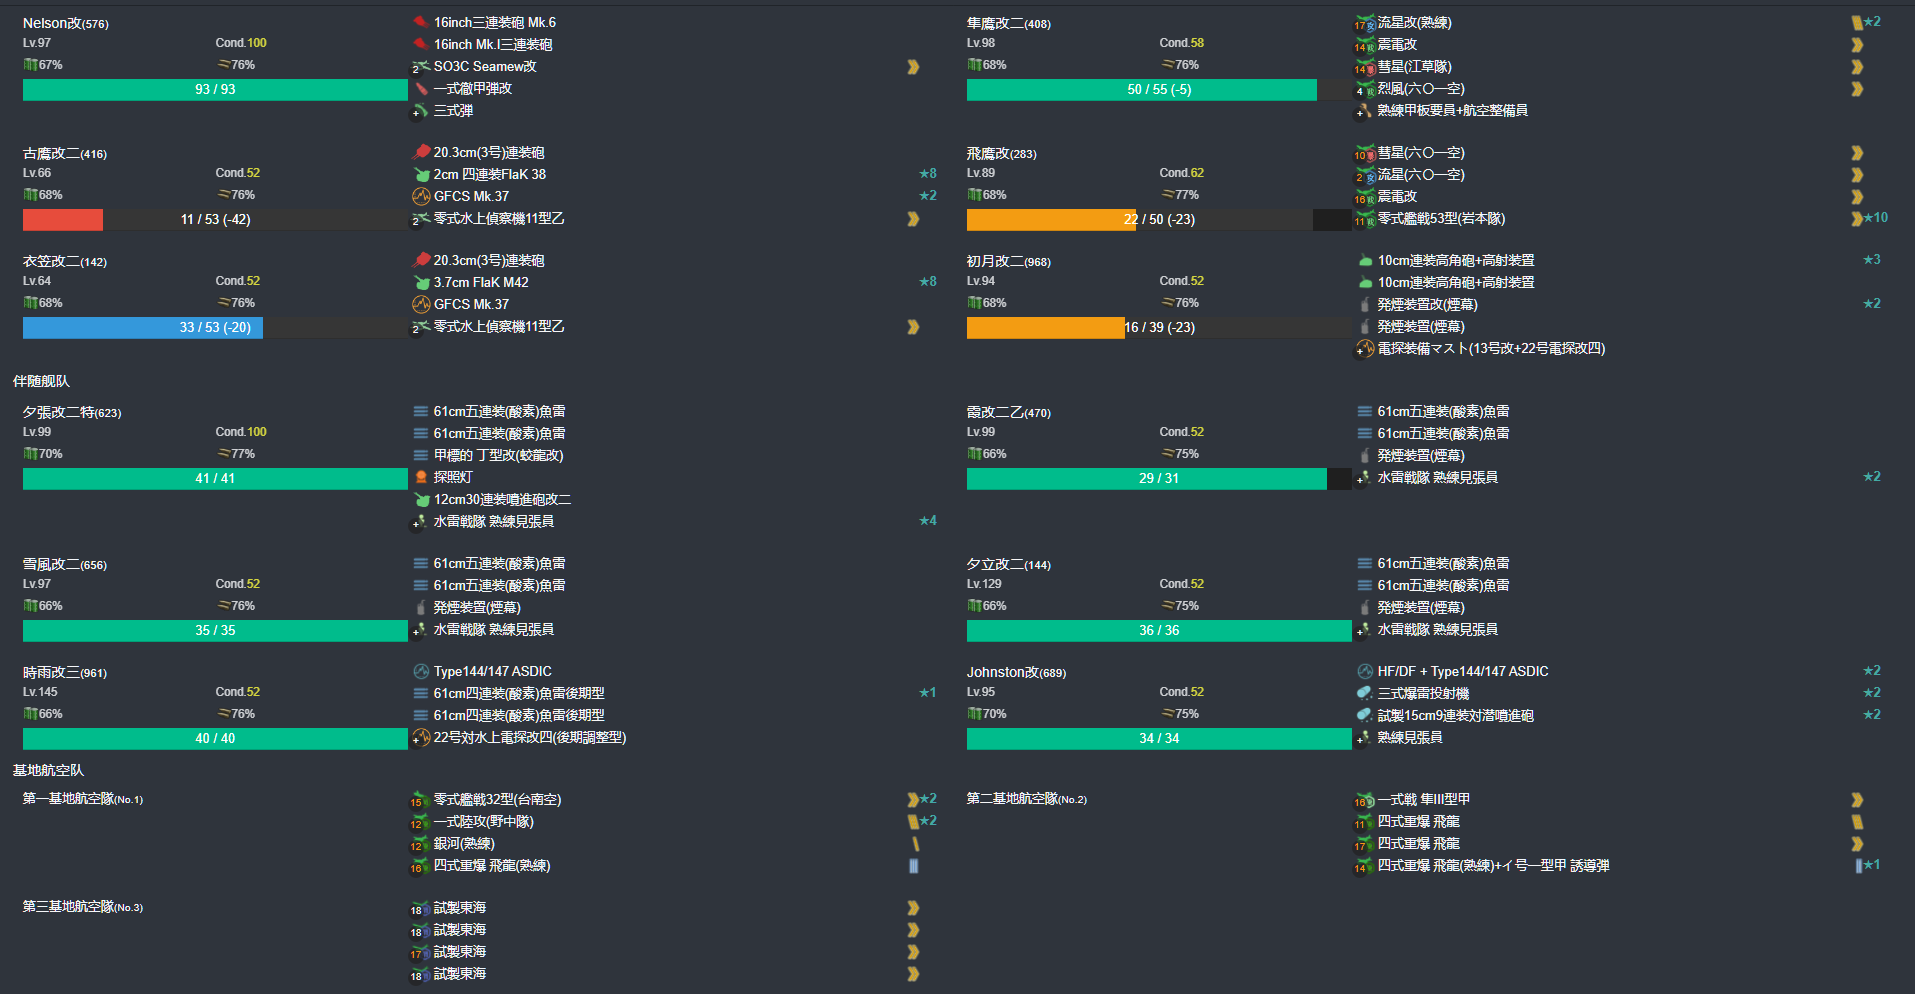 Nelson改(576)
Lv.97 Cond.100
67% 76%
93 / 93
16inch三連装砲 Mk.6
16inch Mk.I三連装砲
2 SO3C Seamew改
一式徹甲弾改
+ 三式弾
隼鷹改二(408)
Lv.98 Cond.58
68% 76%
50 / 55 (-5)
17 流星改(熟練) ★2
14 震電改
14 彗星(江草隊)
4 烈風(六〇一空)
+ 熟練甲板要員+航空整備員
古鷹改二(416)
Lv.66 Cond.52
68% 76%
11 / 53 (-42)
20.3cm(3号)連装砲
2cm 四連装FlaK 38 ★8
GFCS Mk.37 ★2
2 零式水上偵察機11型乙
飛鷹改(283)
Lv.89 Cond.62
68% 77%
22 / 50 (-23)
10 彗星(六〇一空)
2 流星(六〇一空)
16 震電改
11 零式艦戦53型(岩本隊) ★10
衣笠改二(142)
Lv.64 Cond.52
68% 76%
33 / 53 (-20)
20.3cm(3号)連装砲
3.7cm FlaK M42 ★8
GFCS Mk.37
2 零式水上偵察機11型乙
初月改二(968)
Lv.94 Cond.52
68% 76%
16 / 39 (-23)
10cm連装高角砲+高射装置 ★3
10cm連装高角砲+高射装置
発煙装置改(煙幕) ★2
発煙装置(煙幕)
+ 電探装備マスト(13号改+22号電探改四)
伴随舰队
夕張改二特(623)
Lv.99 Cond.100
70% 77%
41 / 41
61cm五連装(酸素)魚雷
61cm五連装(酸素)魚雷
甲標的 丁型改(蛟龍改)
探照灯
12cm30連装噴進砲改二
+ 水雷戦隊 熟練見張員 ★4
霞改二乙(470)
Lv.99 Cond.52
66% 75%
29 / 31
61cm五連装(酸素)魚雷
61cm五連装(酸素)魚雷
発煙装置(煙幕)
+ 水雷戦隊 熟練見張員 ★2
雪風改二(656)
Lv.97 Cond.52
66% 76%
35 / 35
61cm五連装(酸素)魚雷
61cm五連装(酸素)魚雷
発煙装置(煙幕)
+ 水雷戦隊 熟練見張員
夕立改二(144)
Lv.129 Cond.52
66% 75%
36 / 36
61cm五連装(酸素)魚雷
61cm五連装(酸素)魚雷
発煙装置(煙幕)
+ 水雷戦隊 熟練見張員
時雨改三(961)
Lv.145 Cond.52
66% 76%
40 / 40
Type144/147 ASDIC
61cm四連装(酸素)魚雷後期型 ★1
61cm四連装(酸素)魚雷後期型
+ 22号対水上電探改四(後期調整型)
Johnston改(689)
Lv.95 Cond.52
70% 75%
34 / 34
HF/DF + Type144/147 ASDIC ★2
三式爆雷投射機 ★2
試製15cm9連装対潜噴進砲 ★2
+ 熟練見張員
基地航空队
第一基地航空隊(No.1)
15 零式艦戦32型(台南空) ★2
12 一式陸攻(野中隊) ★2
12 銀河(熟練)
16 四式重爆 飛龍(熟練)
第二基地航空隊(No.2)
16 一式戦 隼III型甲
11 四式重爆 飛龍
17 四式重爆 飛龍
14 四式重爆 飛龍(熟練)+イ号一型甲 誘導弾 ★1
第三基地航空隊(No.3)
18 試製東海
18 試製東海
17 試製東海
18 試製東海